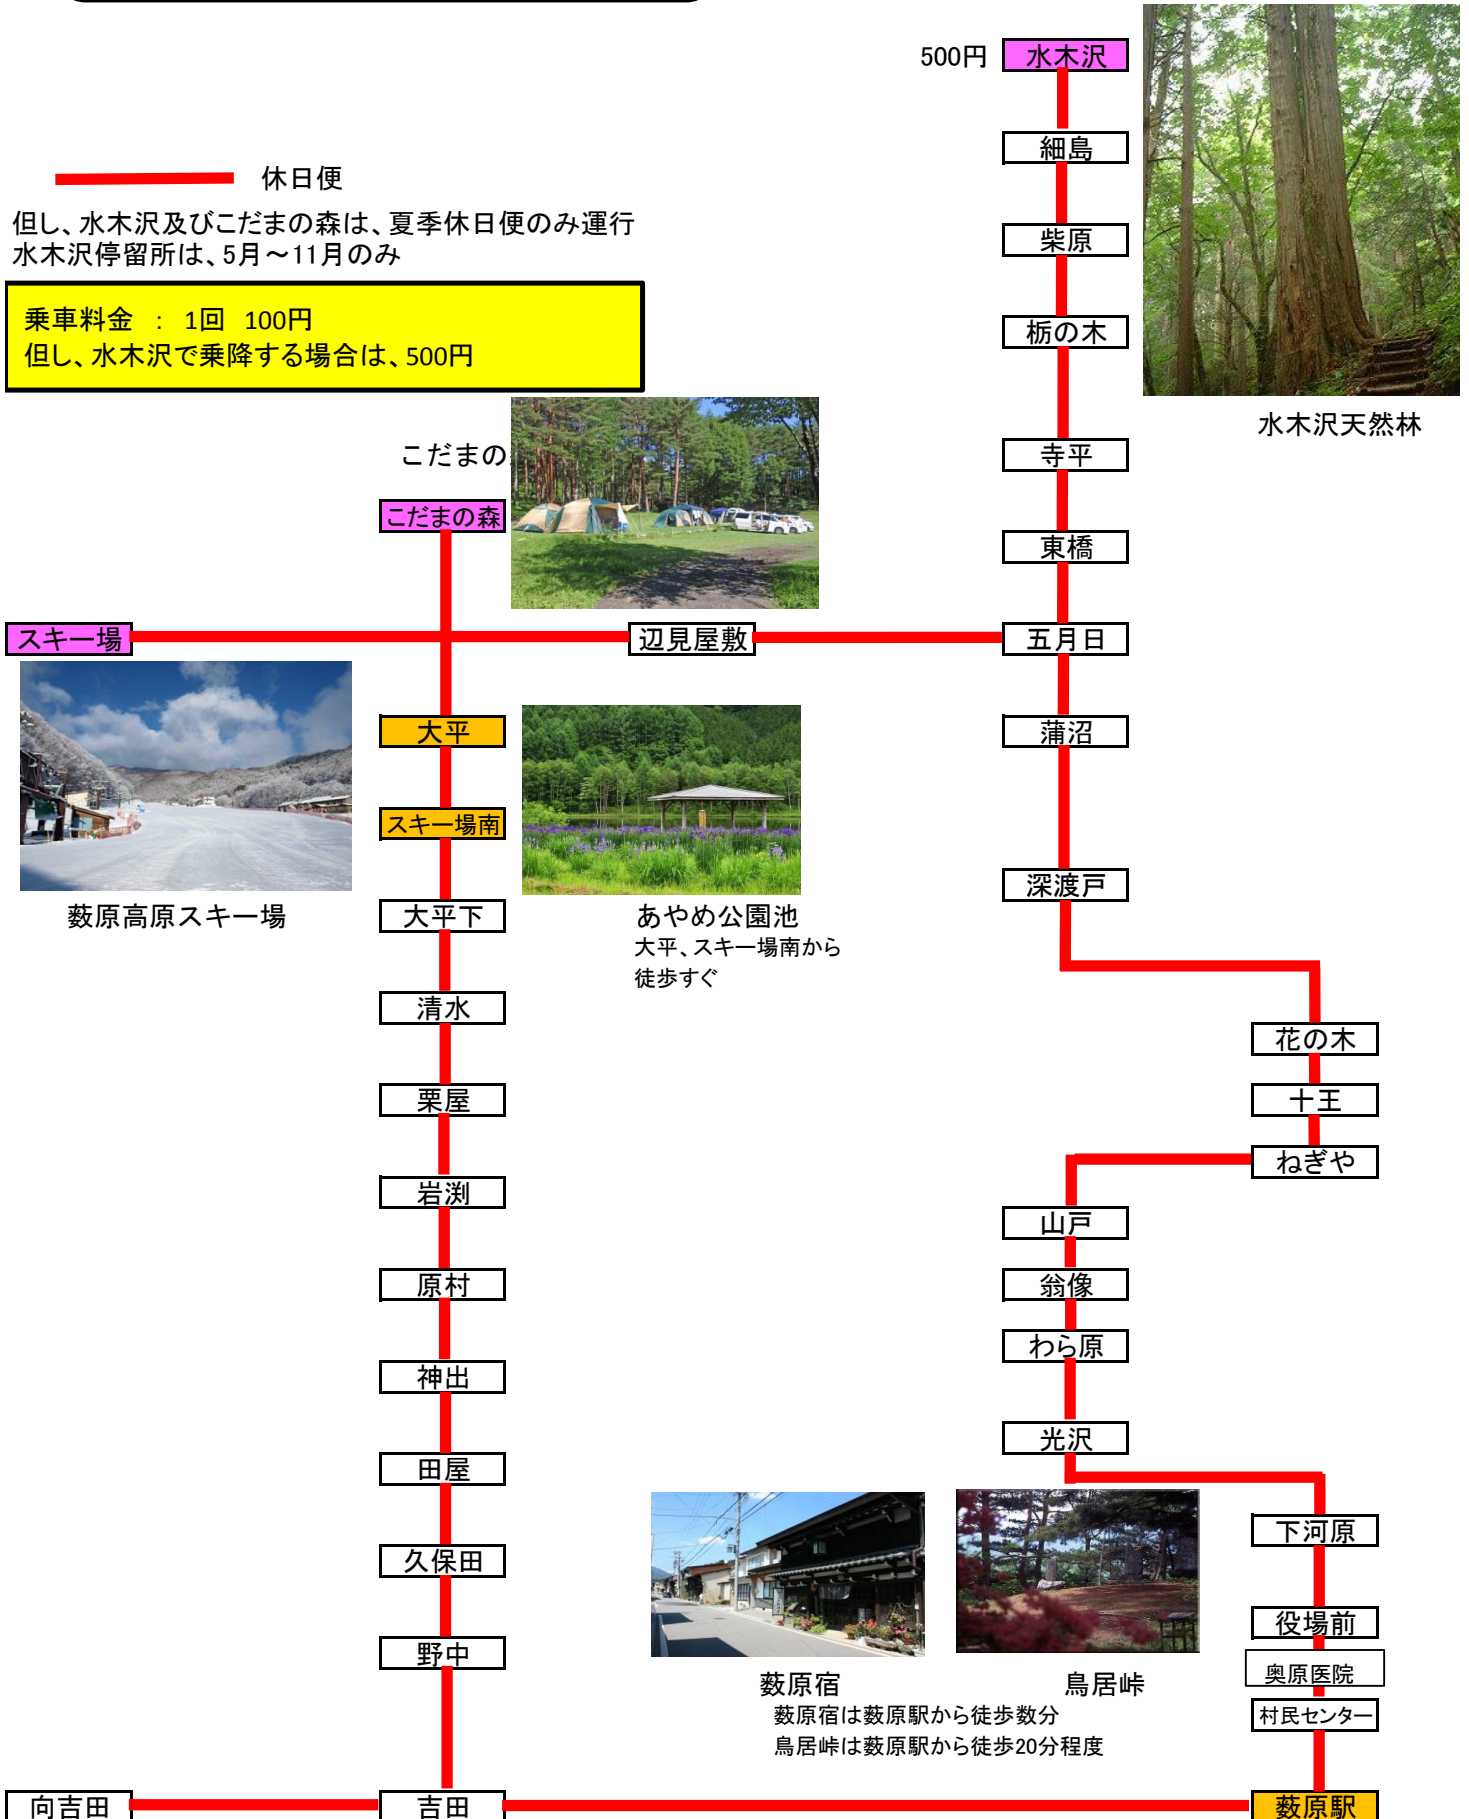 500円
水木沢
細島
休日便
但し、水木沢及びこだまの森は、夏季休日便のみ運行
水木沢停留所は、5月～11月のみ
柴原
乗車料金 ： 1回 100円
但し、水木沢で乗降する場合は、500円
栃の木
水木沢天然林
こだまの
寺平
こだまの森
東橋
スキー場
辺見屋敷
五月日
大平
蒲沼
スキー場南
深渡戸
薮原高原スキー場
大平下
あやめ公園池
大平、スキー場南から
徒歩すぐ
清水
花の木
栗屋
十王
ねぎや
岩渕
山戸
原村
翁像
わら原
神出
光沢
田屋
下河原
久保田
役場前
野中
奥原医院
薮原宿
鳥居峠
薮原宿は薮原駅から徒歩数分
鳥居峠は薮原駅から徒歩20分程度
村民センター
向吉田
吉田
薮原駅